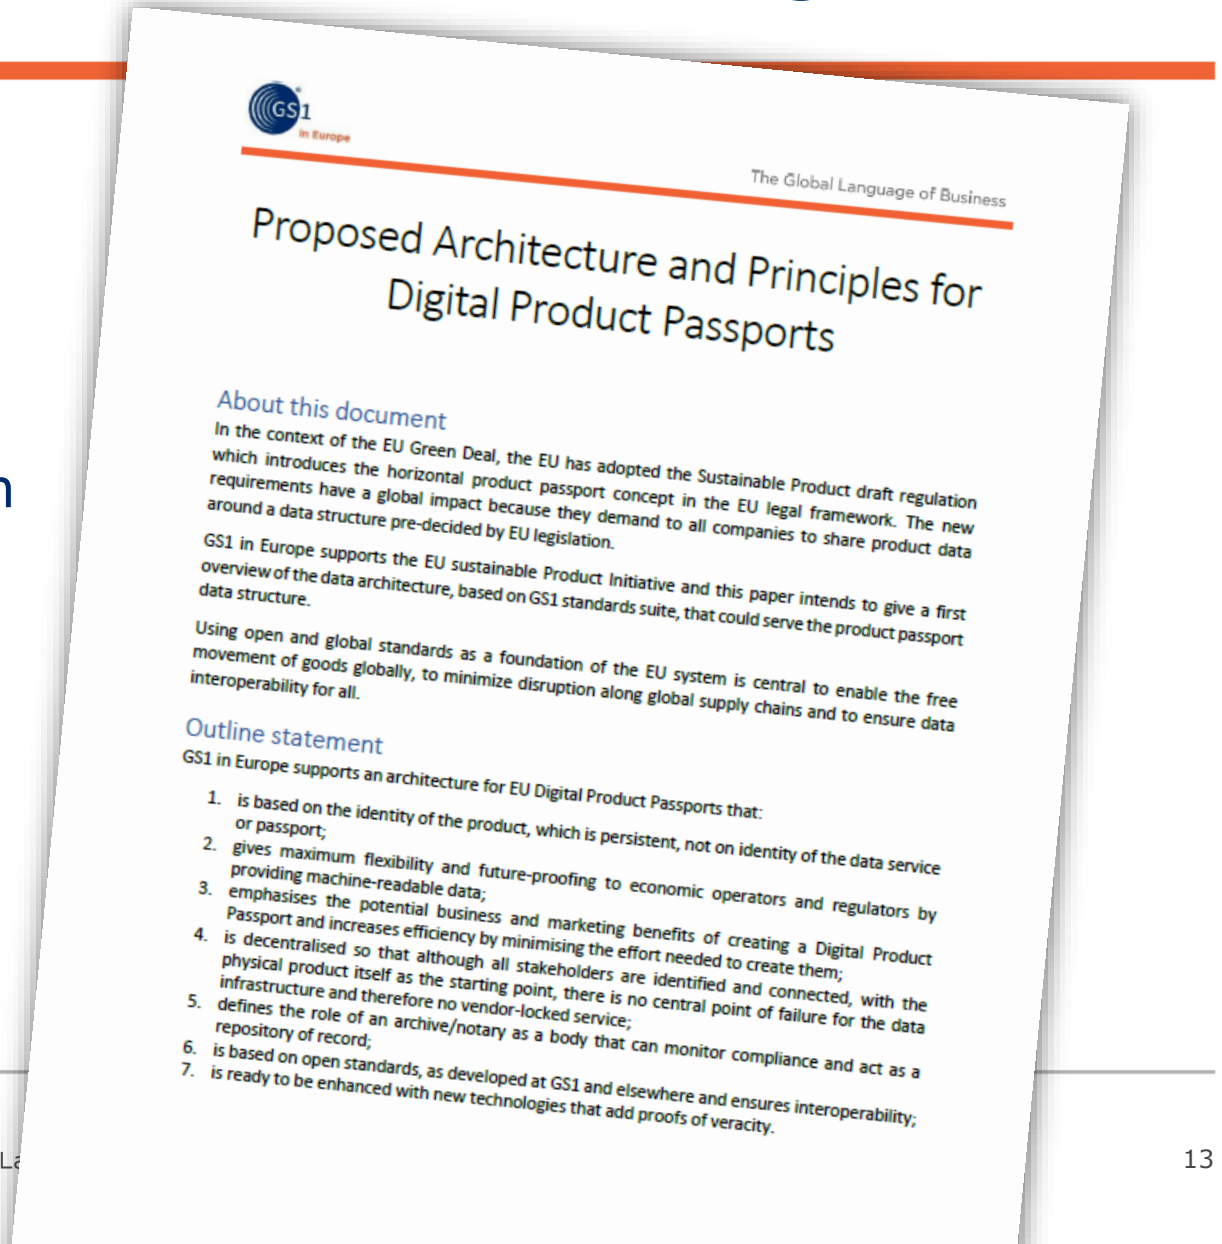 GS1
in Europe
The Global Language of Business
Proposed Architecture and Principles for
Digital Product Passports
About this document
In the context of the EU Green Deal, the EU has adopted the Sustainable Product draft regulation
which introduces the horizontal product passport concept in the EU legal framework. The new
requirements have a global impact because they demand to all companies to share product data
around a data structure pre-decided by EU legislation.
GS1 in Europe supports the EU sustainable Product Initiative and this paper intends to give a first
overview of the data architecture, based on GS1 standards suite, that could serve the product passport
data structure.
Using open and global standards as a foundation of the EU system is central to enable the free
movement of goods globally, to minimize disruption along global supply chains and to ensure data
interoperability for all.
Outline statement
GS1 in Europe supports an architecture for EU Digital Product Passports that:
1. is based on the identity of the product, which is persistent, not on identity of the data service
or passport;
2. gives maximum flexibility and future-proofing to economic operators and regulators by
providing machine-readable data;
3. emphasises the potential business and marketing benefits of creating a Digital Product
Passport and increases efficiency by minimising the effort needed to create them;
4. is decentralised so that although all stakeholders are identified and connected, with the
physical product itself as the starting point, there is no central point of failure for the data
infrastructure and therefore no vendor-locked service;
5. defines the role of an archive/notary as a body that can monitor compliance and act as a
repository of record;
6. is based on open standards, as developed at GS1 and elsewhere and ensures interoperability;
7. is ready to be enhanced with new technologies that add proofs of veracity.
13